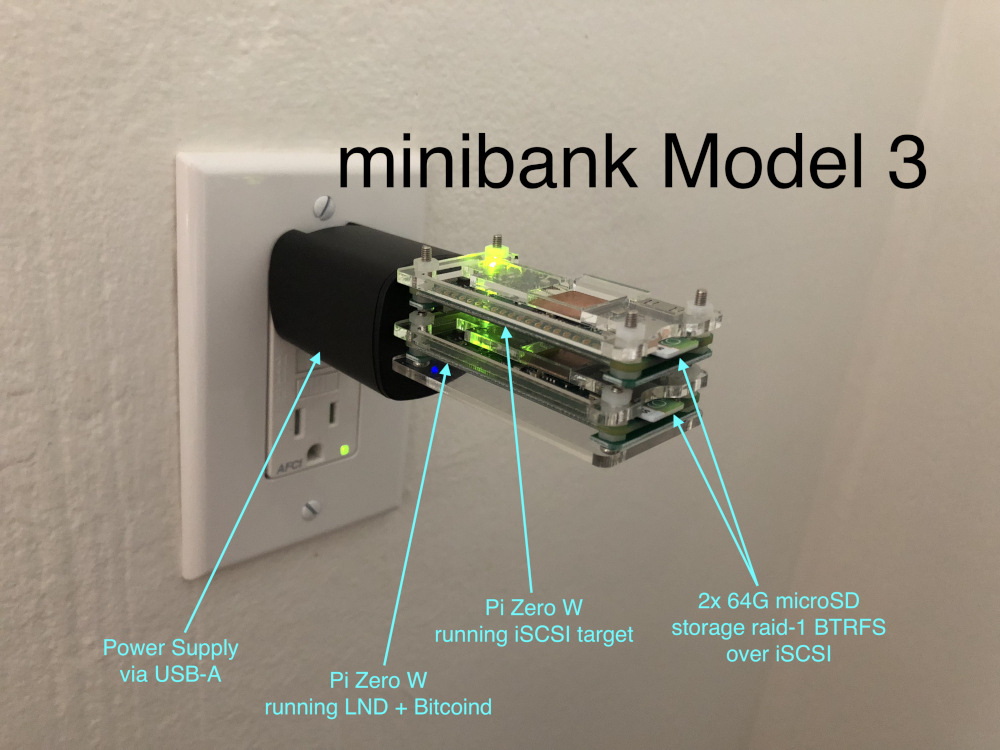 minibank Model 3
AFCI
Power Supply
via USB-A
Pi Zero W
running LND + Bitcoind
Pi Zero W
running iSCSI target
2x 64G microSD
storage raid-1 BTRFS
over iSCSI